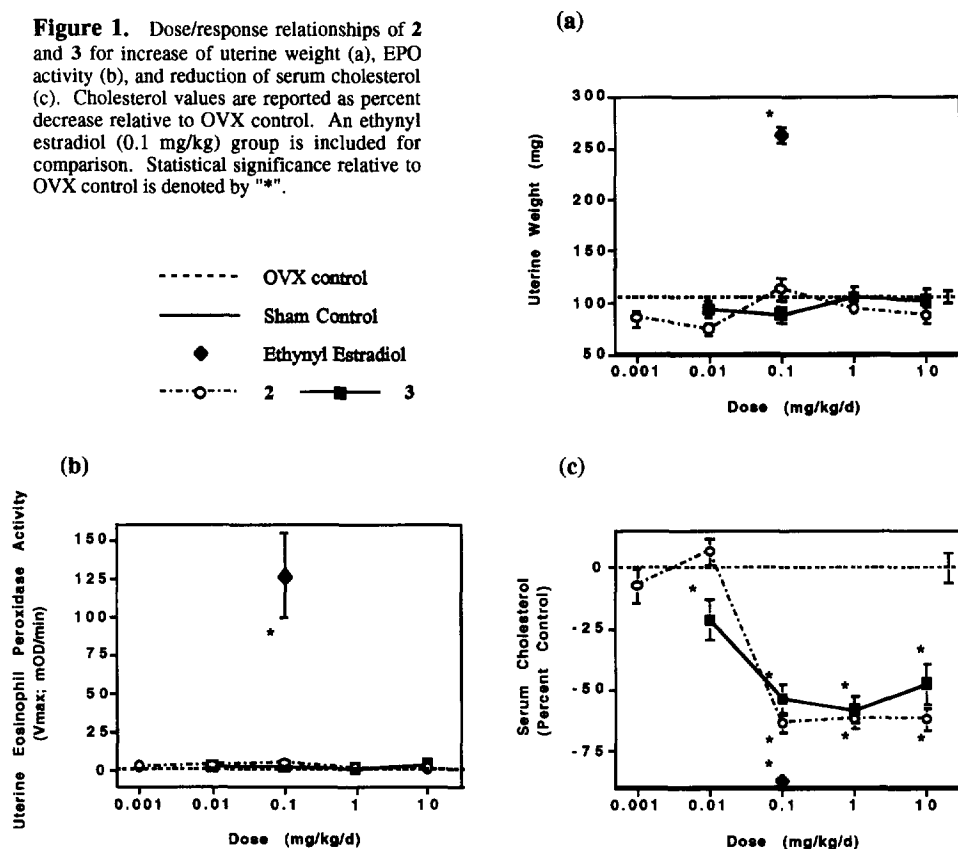 Figure 1. Dose/response relationships of 2
and 3 for increase of uterine weight (a), EPO
activity (b), and reduction of serum cholesterol
(c). Cholesterol values are reported as percent
decrease relative to OVX control. An ethynyl
estradiol (0.1 mg/kg) group is included for
comparison. Statistical significance relative to
OVX control is denoted by "*".
OVX control
Sham Control
Ethynyl Estradiol
2 3
(a)
Uterine Weight (mg)
300
250
200
150
100
50
*
0.001 0.01 0.1 1 10
Dose (mg/kg/d)
(b)
Uterine Eosinophil Peroxidase Activity
(Vmax; mOD/min)
150
125
100
75
50
25
0
*
0.001 0.01 0.1 1 10
Dose (mg/kg/d)
(c)
Serum Cholesterol
(Percent Control)
0
-25
-50
-75
* * * *
* * *
*
0.001 0.01 0.1 1 10
Dose (mg/kg/d)